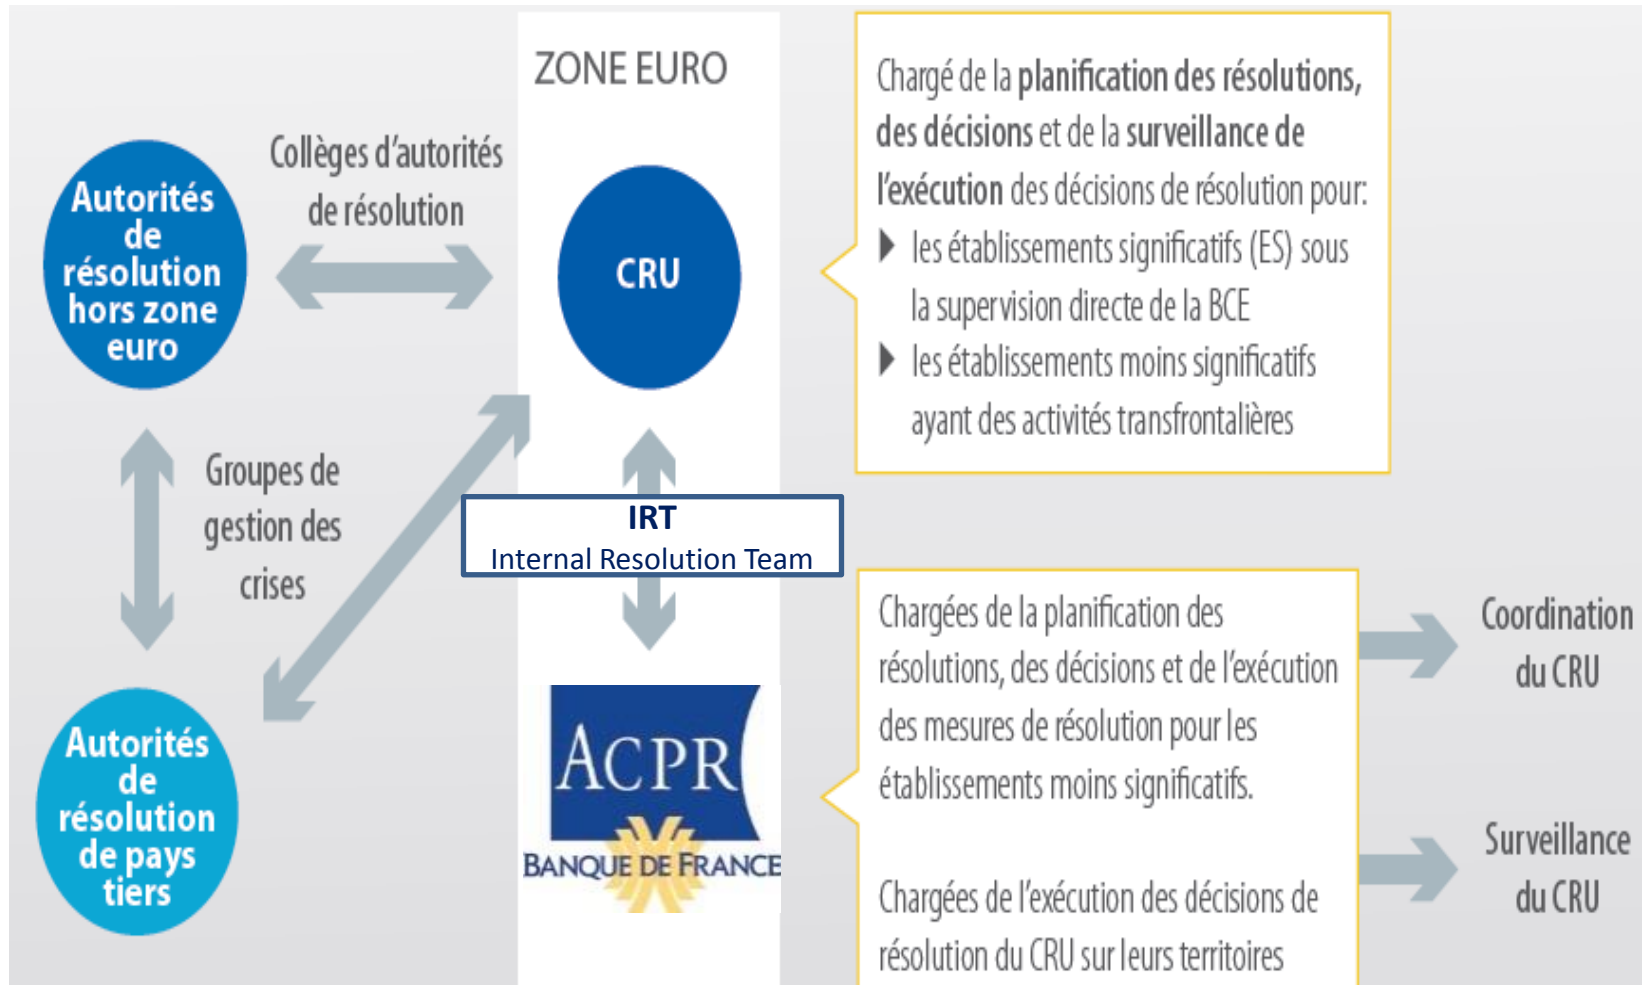 ZONE EURO
Autorités
de
résolution
hors zone
euro
Collèges d'autorités
de résolution
CRU
Chargé de la planification des résolutions,
des décisions et de la surveillance de
l'exécution des décisions de résolution pour:
les établissements significatifs (ES) sous
la supervision directe de la BCE
les établissements moins significatifs
ayant des activités transfrontalières
Groupes de
gestion des
crises
IRT
Internal Resolution Team
Autorités
de
résolution
de pays
tiers
ACPR
BANQUE DE FRANCE
Chargées de la planification des
résolutions, des décisions et de l'exécution
des mesures de résolution pour les
établissements moins significatifs.
Chargées de l'exécution des décisions de
résolution du CRU sur leurs territoires
Coordination
du CRU
Surveillance
du CRU